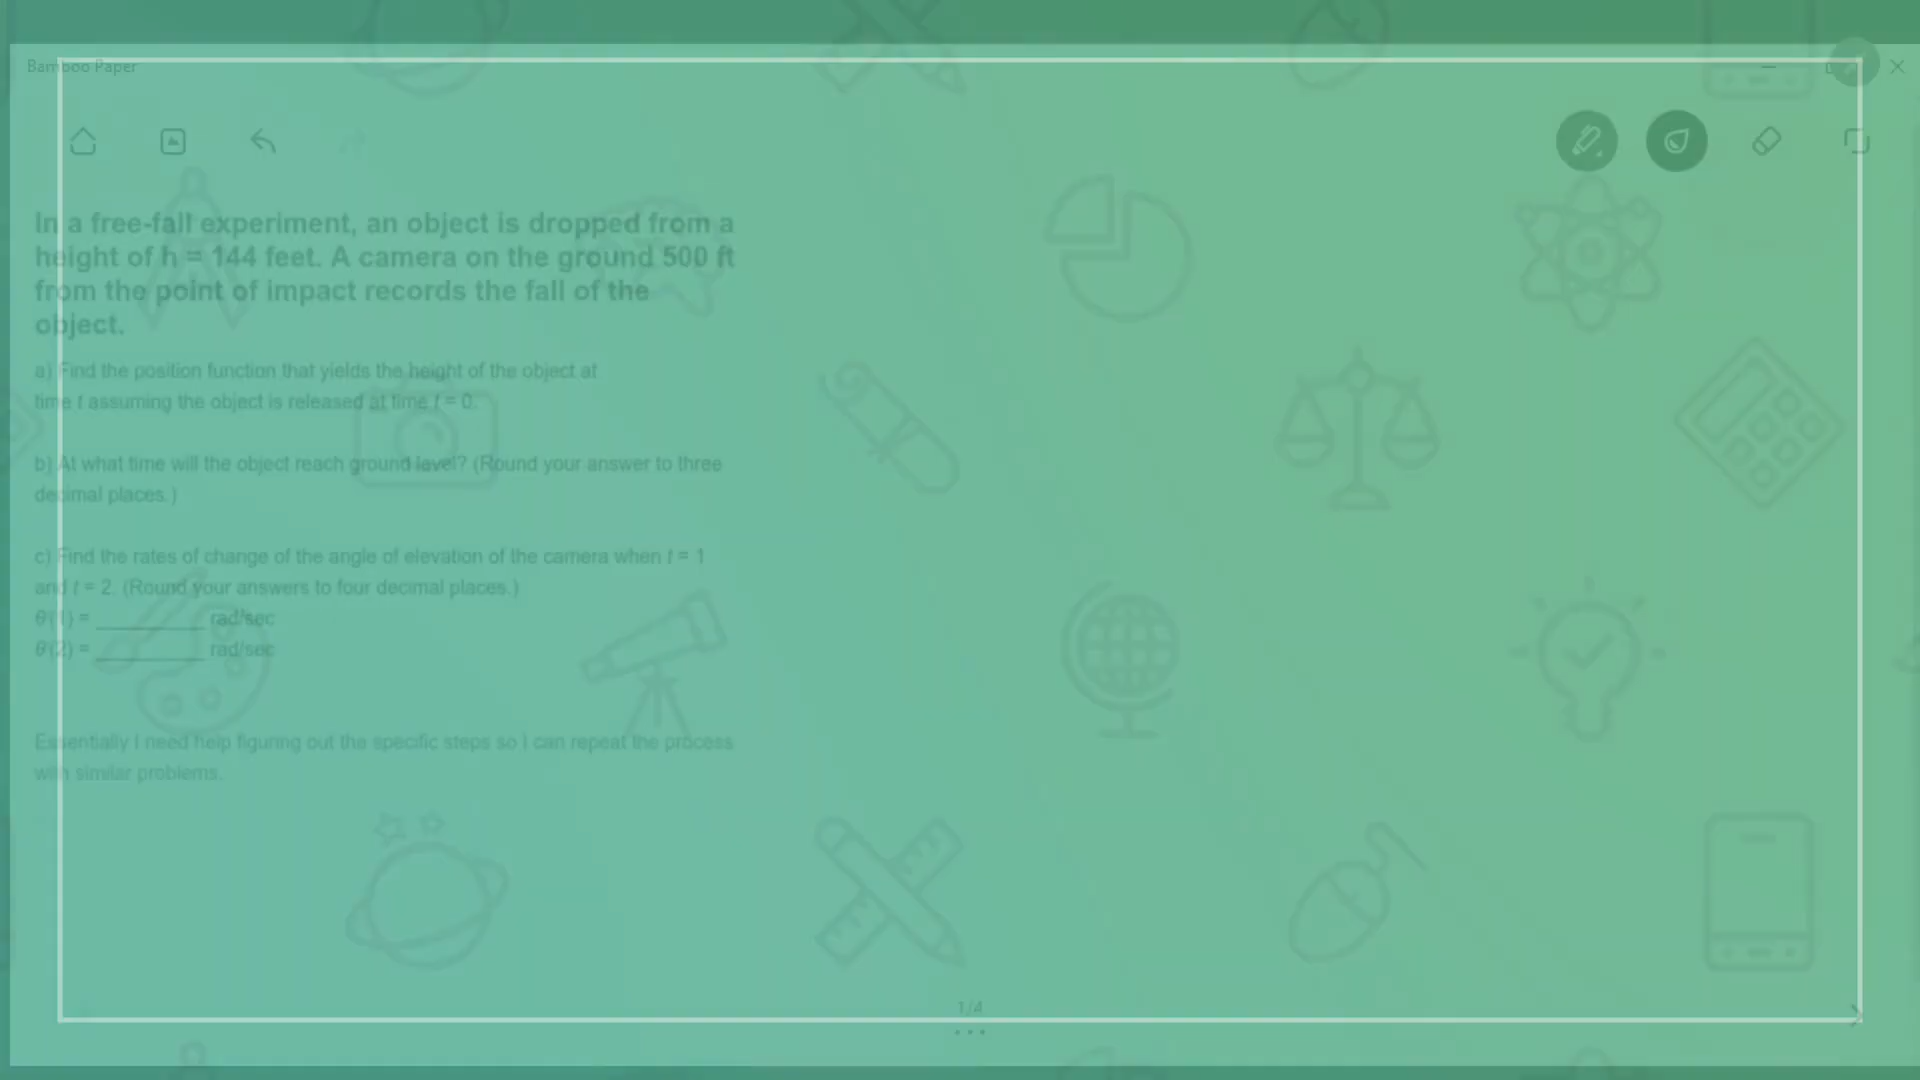 Bamboo Paper
In a free-fall experiment, an object is dropped from a
height of h = 144 feet. A camera on the ground 500 ft
from the point of impact records the fall of the
object.
a) Find the position function that yields the height of the object at
time t assuming the object is released at time t = 0.
b) At what time will the object reach ground level? (Round your answer to three
decimal places.)
c) Find the rates of change of the angle of elevation of the camera when t = 1
and t = 2. (Round your answers to four decimal places.)
θ'(1) = __________ rad/sec
θ'(2) = __________ rad/sec
Essentially I need help figuring out the specific steps so I can repeat the process
with similar problems.
1/4